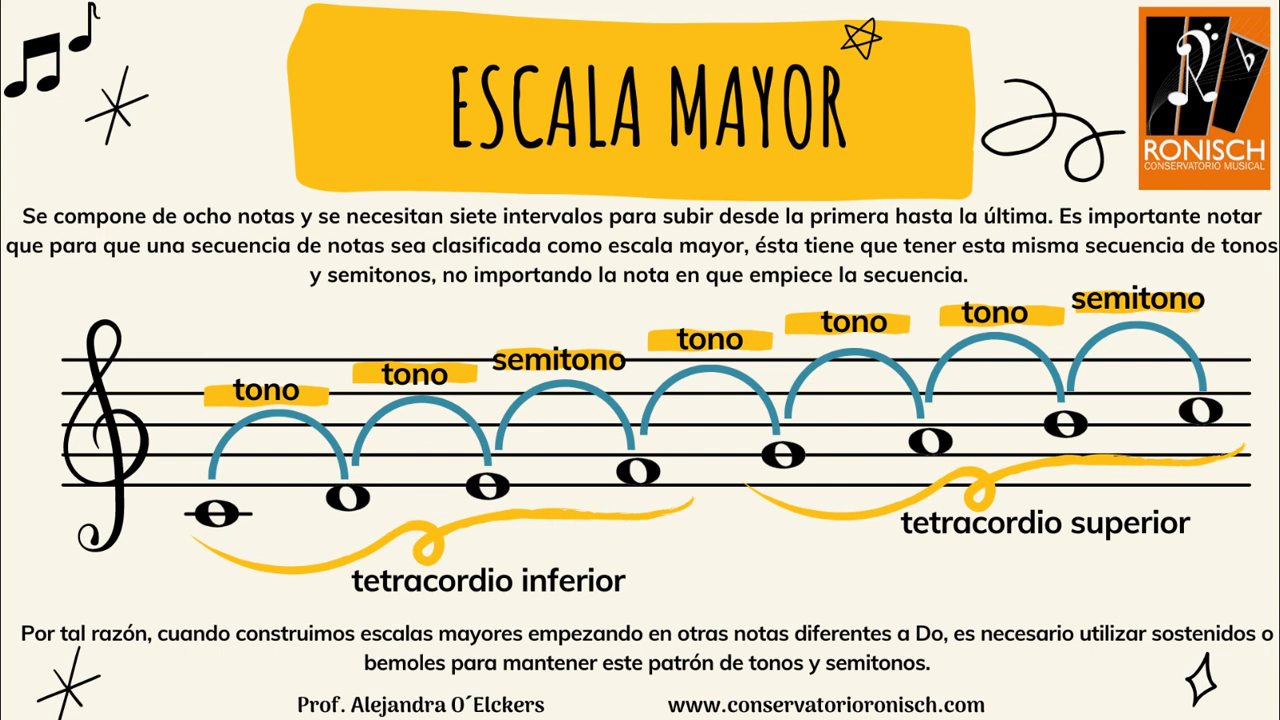 ESCALA MAYOR
RONISCH
CONSERVATORIO MUSICAL
Se compone de ocho notas y se necesitan siete intervalos para subir desde la primera hasta la última. Es importante notar
que para que una secuencia de notas sea clasificada como escala mayor, ésta tiene que tener esta misma secuencia de tonos
y semitonos, no importando la nota en que empiece la secuencia.
tono
tono
semitono
tono
tono
tono
semitono
tetracordio superior
tetracordio inferior
Por tal razón, cuando construimos escalas mayores empezando en otras notas diferentes a Do, es necesario utilizar sostenidos o
bemoles para mantener este patrón de tonos y semitonos.
Prof. Alejandra O´Elckers
www.conservatorioronisch.com